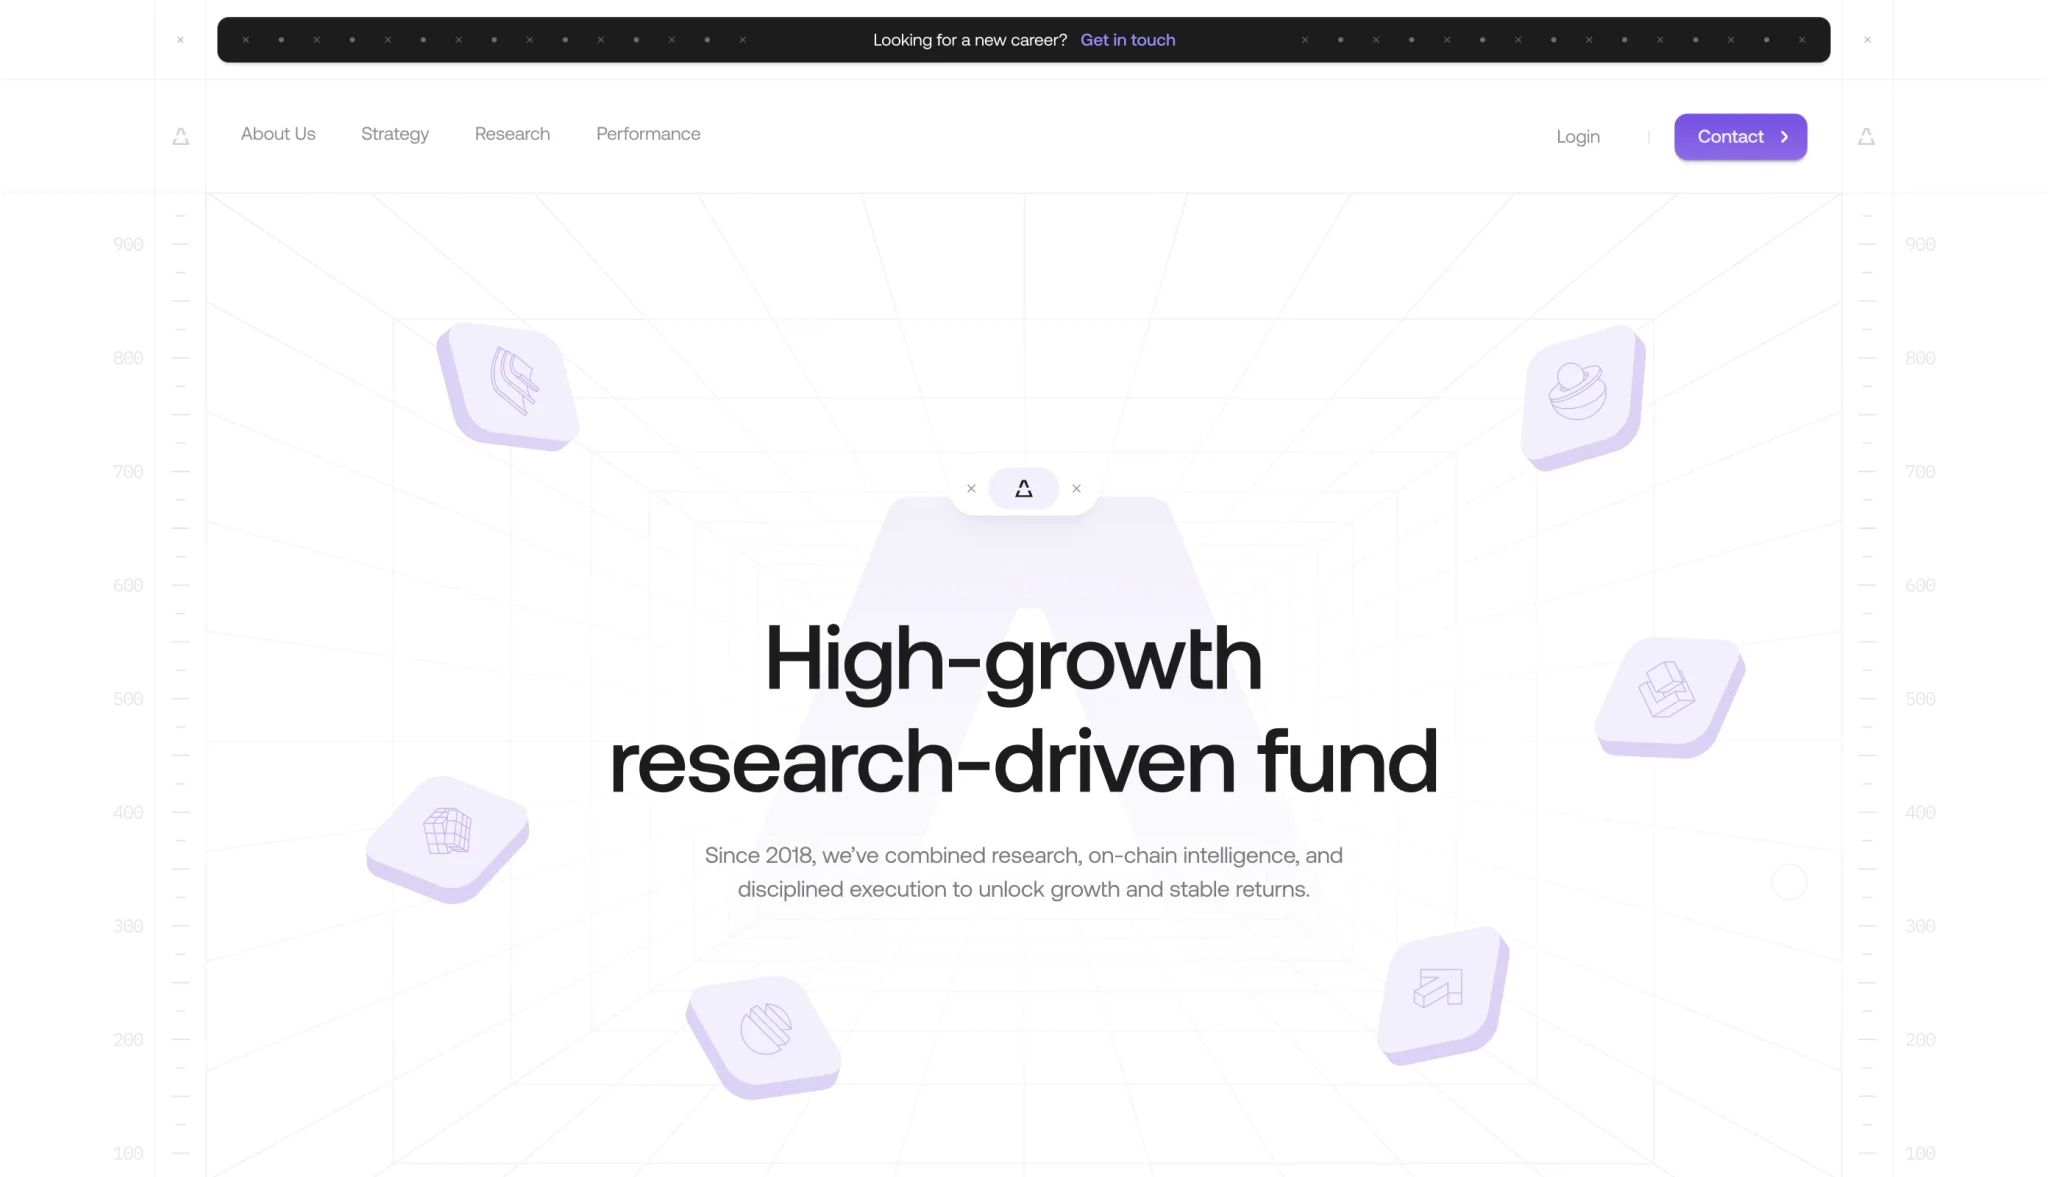 Looking for a new career? Get in touch
About Us Strategy Research Performance Login Contact
900 900
800 800
700 700
600 600
High-growth
500 500
research-driven fund
400 400
Since 2018, we’ve combined research, on-chain intelligence, and
disciplined execution to unlock growth and stable returns.
300 300
200 200
100 100